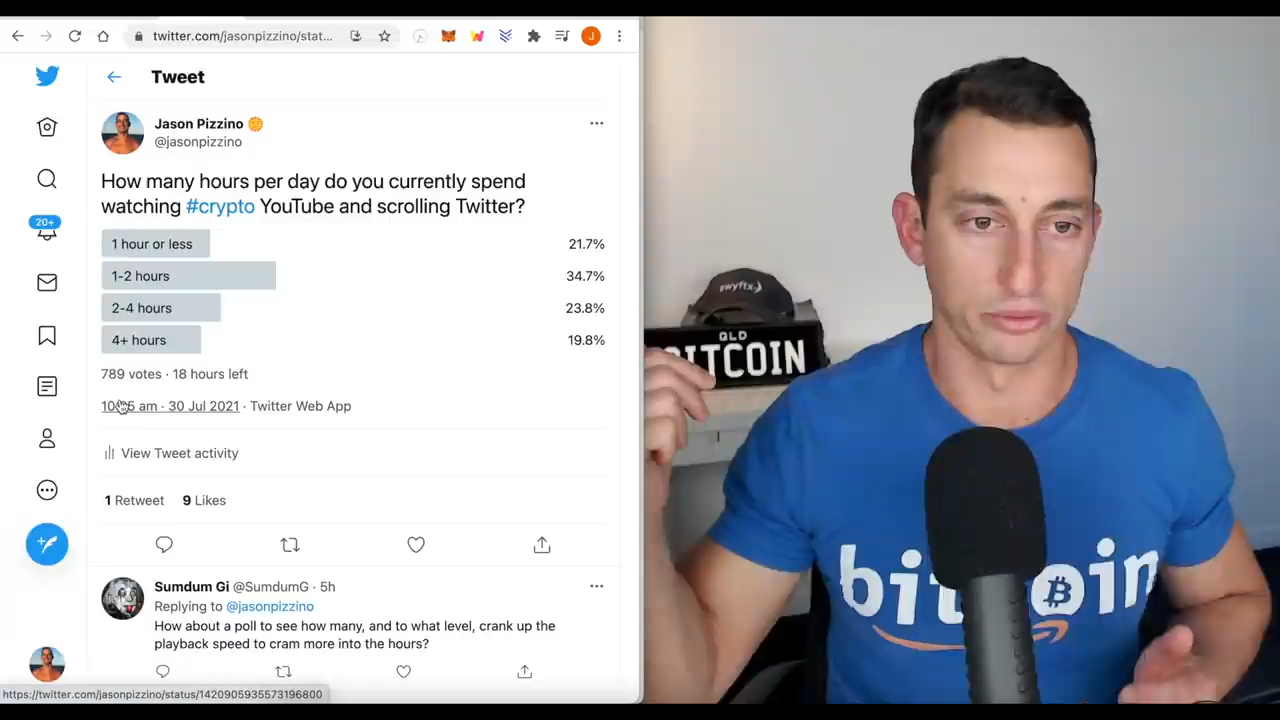 twitter.com/jasonpizzino/stat...
J
Tweet
Jason Pizzino
@jasonpizzino
How many hours per day do you currently spend
watching #crypto YouTube and scrolling Twitter?
1 hour or less 21.7%
1-2 hours 34.7%
2-4 hours 23.8%
4+ hours 19.8%
20+
789 votes · 18 hours left
am · 30 Jul 2021 · Twitter Web App
View Tweet activity
1 Retweet 9 Likes
Sumdum Gi @SumdumG · 5h
Replying to @jasonpizzino
How about a poll to see how many, and to what level, crank up the
playback speed to cram more into the hours?
https://twitter.com/jasonpizzino/status/1420905935573196800
swyftx
QLD
BITCOIN
bitcoin